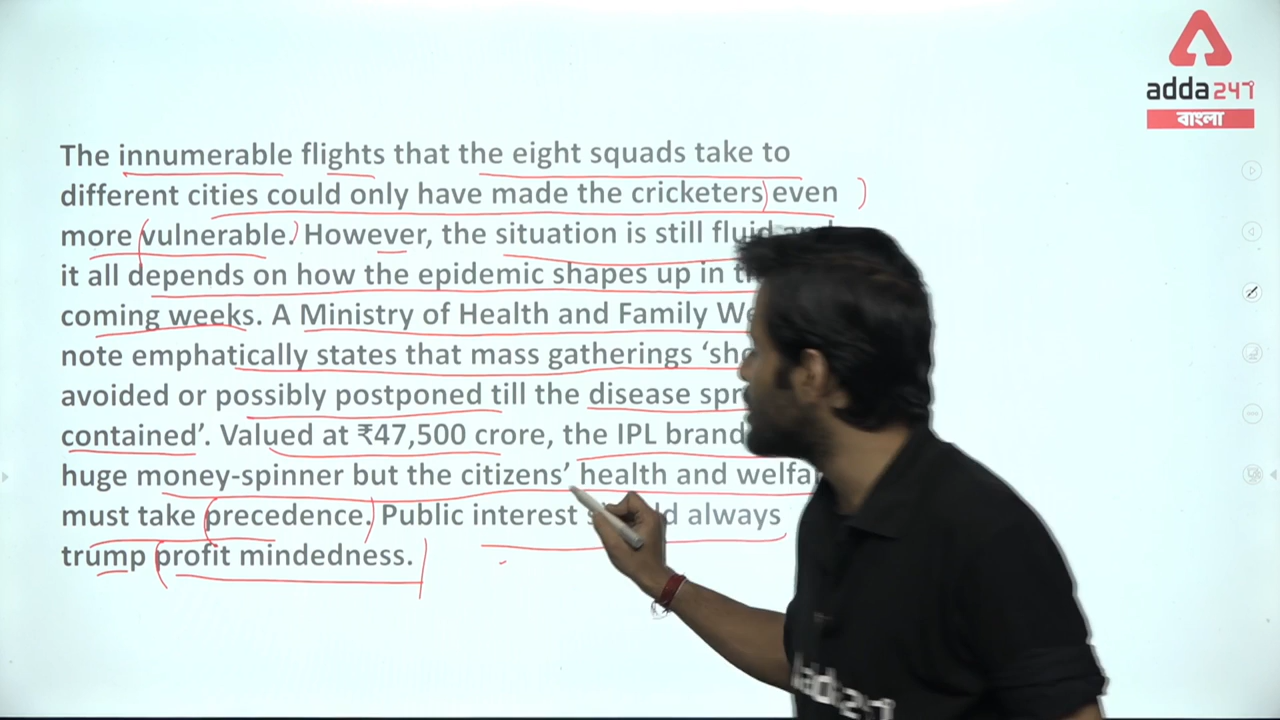 adda247
বাংলা
The innumerable flights that the eight squads take to
different cities could only have made the cricketers even
more vulnerable. However, the situation is still fluid and
it all depends on how the epidemic shapes up in
coming weeks. A Ministry of Health and Family
note emphatically states that mass gatherings ‘
avoided or possibly postponed till the disease
contained’. Valued at ₹47,500 crore, the IPL brand
huge money-spinner but the citizens’ health and
must take precedence. Public interest always
trump profit mindedness.